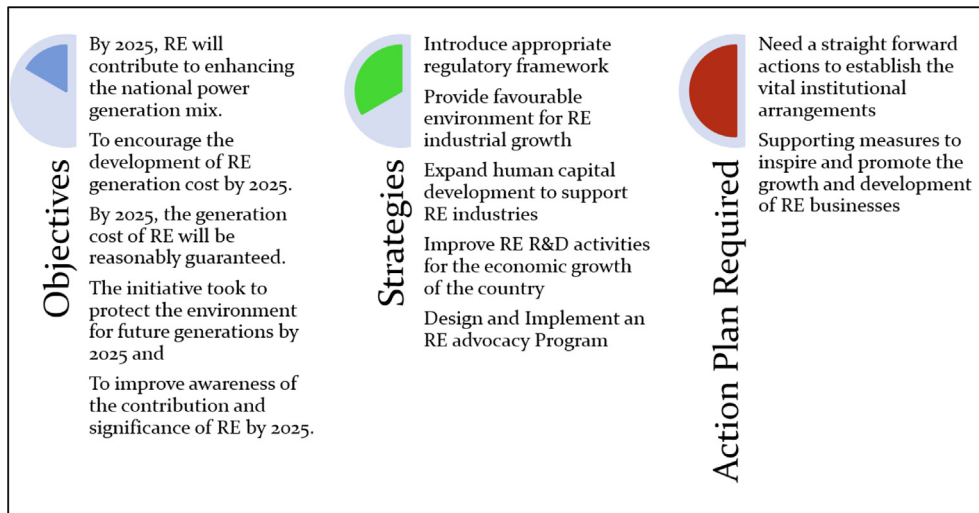 Objectives
By 2025, RE will
contribute to enhancing
the national power
generation mix.
To encourage the
development of RE
generation cost by 2025.
By 2025, the generation
cost of RE will be
reasonably guaranteed.
The initiative took to
protect the environment
for future generations by
2025 and
To improve awareness of
the contribution and
significance of RE by 2025.
Strategies
Introduce appropriate
regulatory framework
Provide favourable
environment for RE
industrial growth
Expand human capital
development to support
RE industries
Improve RE R&D activities
for the economic growth
of the country
Design and Implement an
RE advocacy Program
Action Plan Required
Need a straight forward
actions to establish the
vital institutional
arrangements
Supporting measures to
inspire and promote the
growth and development
of RE businesses